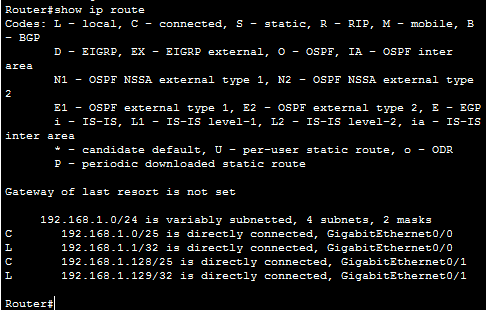 Router#show ip route
Codes: L - local, C - connected, S - static, R - RIP, M - mobile, B
- BGP
D - EIGRP, EX - EIGRP external, O - OSPF, IA - OSPF inter
area
N1 - OSPF NSSA external type 1, N2 - OSPF NSSA external type
2
E1 - OSPF external type 1, E2 - OSPF external type 2, E - EGP
i - IS-IS, L1 - IS-IS level-1, L2 - IS-IS level-2, ia - IS-IS
inter area
* - candidate default, U - per-user static route, o - ODR
P - periodic downloaded static route
Gateway of last resort is not set
192.168.1.0/24 is variably subnetted, 4 subnets, 2 masks
C 192.168.1.0/25 is directly connected, GigabitEthernet0/0
L 192.168.1.1/32 is directly connected, GigabitEthernet0/0
C 192.168.1.128/25 is directly connected, GigabitEthernet0/1
L 192.168.1.129/32 is directly connected, GigabitEthernet0/1
Router#